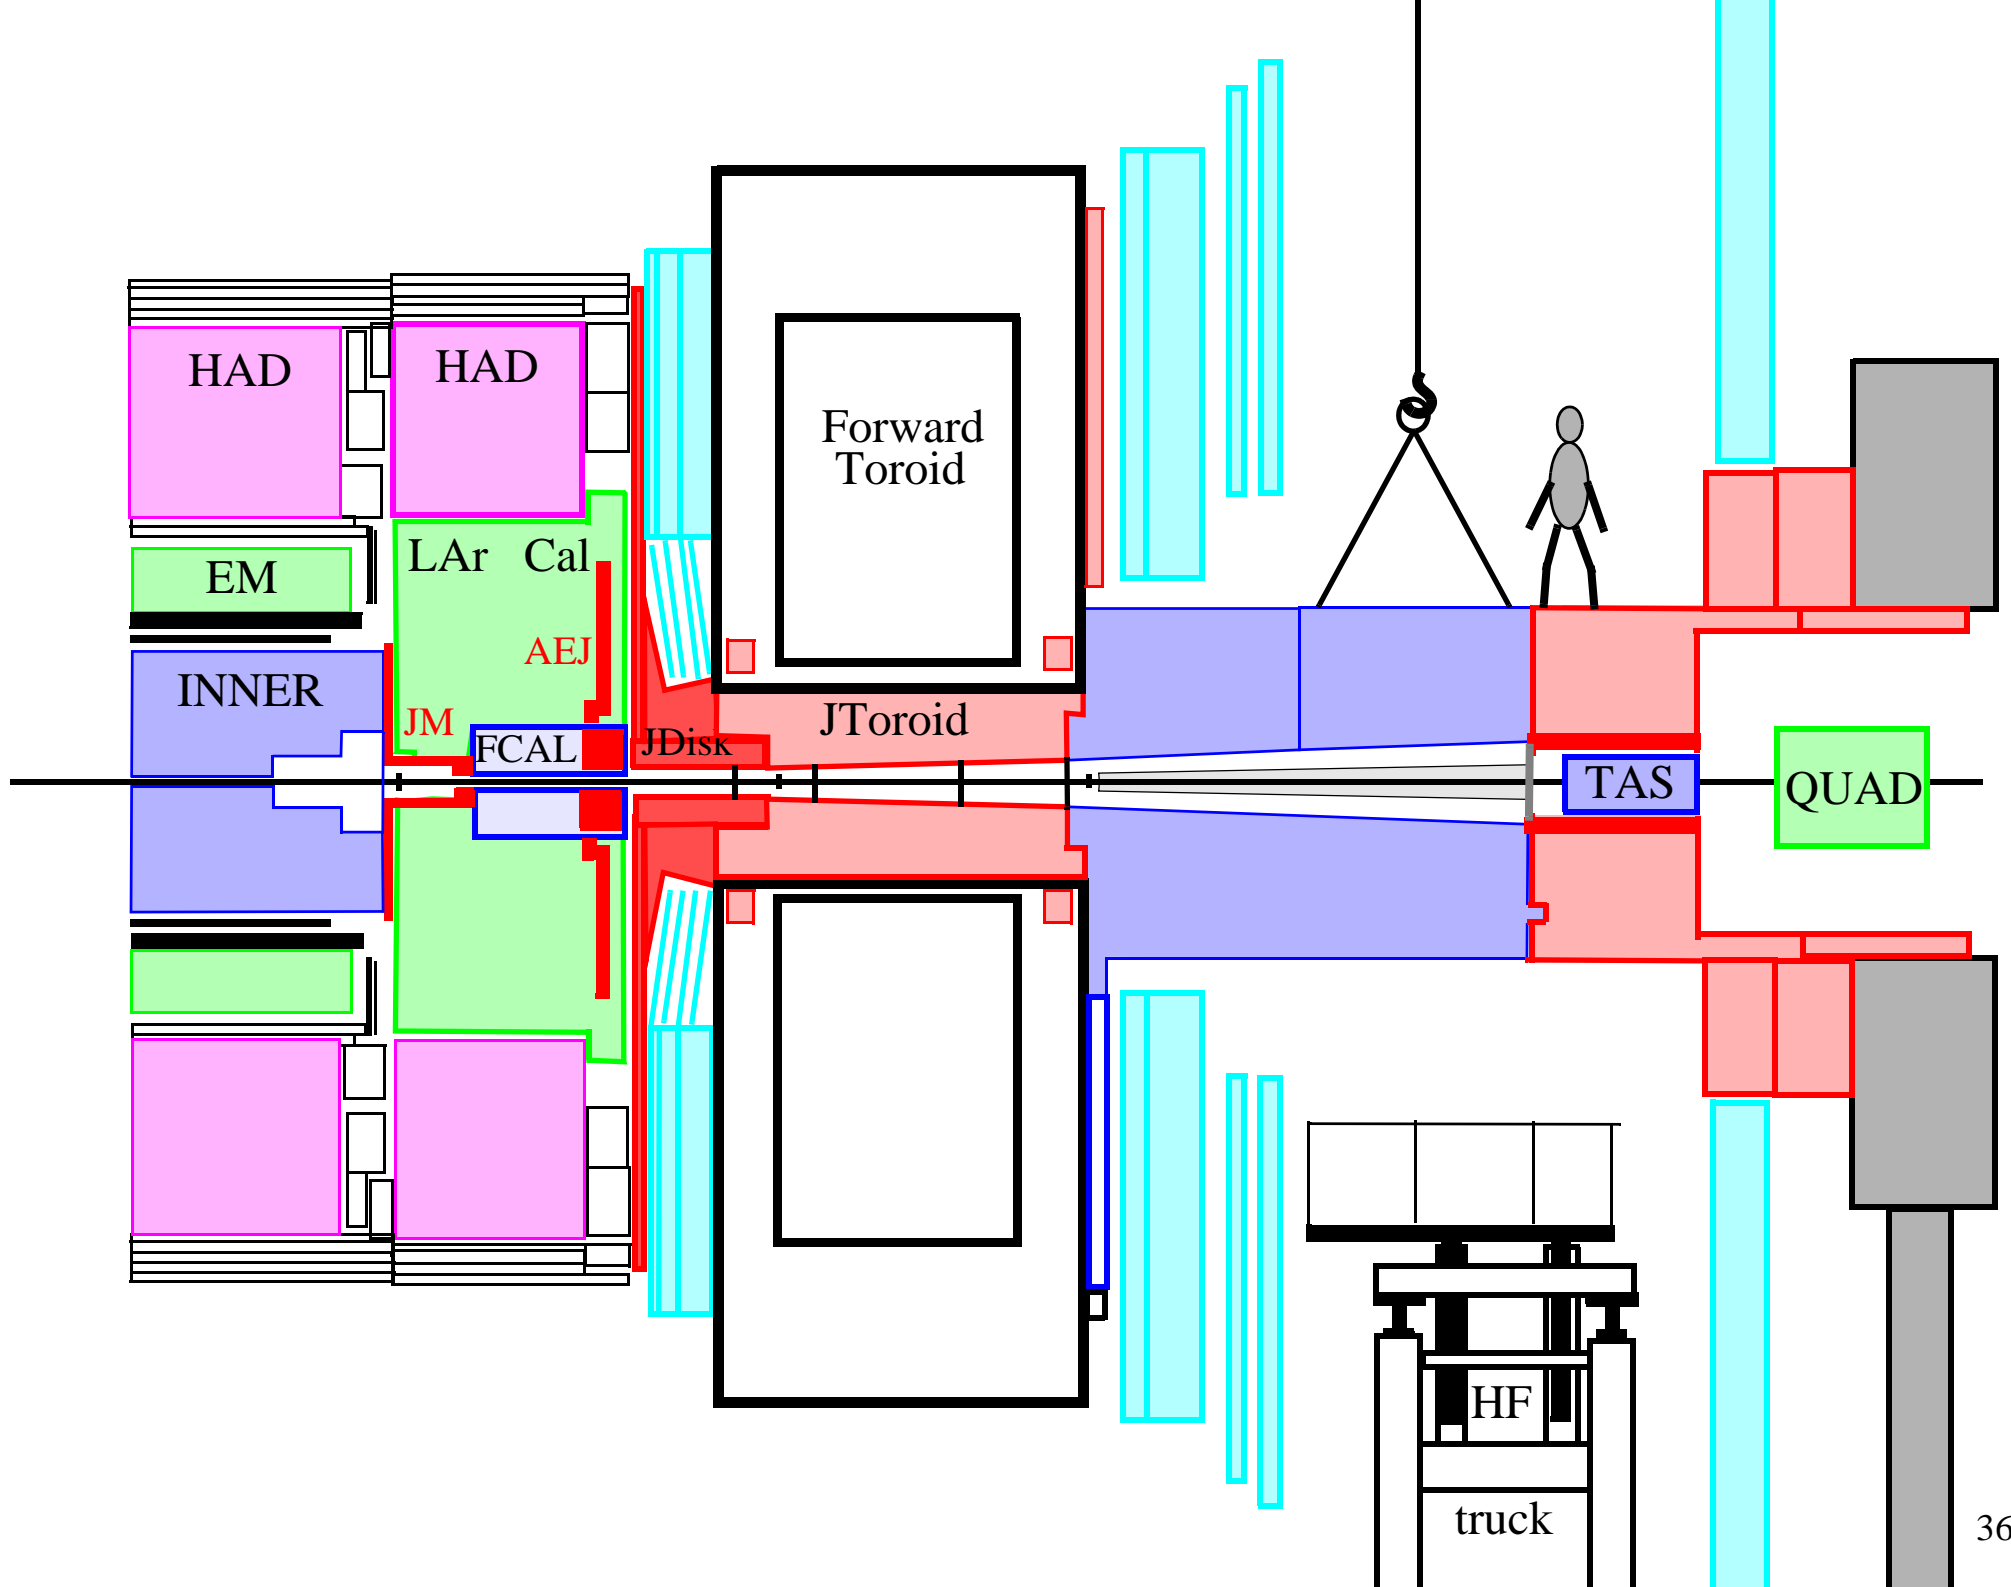 HAD
HAD
Forward
Toroid
LAr Cal
EM
AEJ
INNER
JM
JToroid
FCAL
JDisk
TAS
QUAD
HF
truck
36